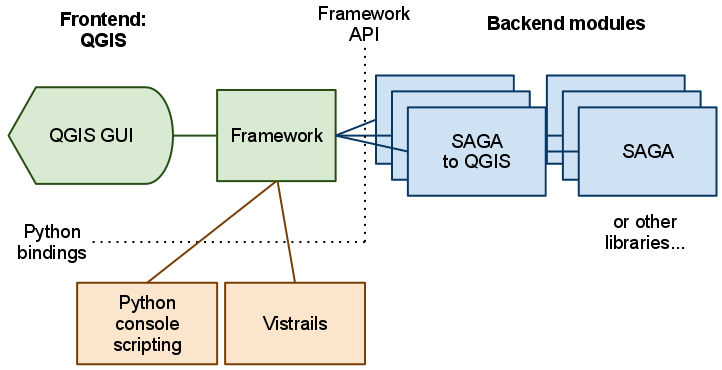 Frontend:
QGIS
Framework
API
Backend modules
QGIS GUI
Framework
SAGA
to QGIS
SAGA
or other
libraries...
Python
bindings
Python
console
scripting
Vistrails